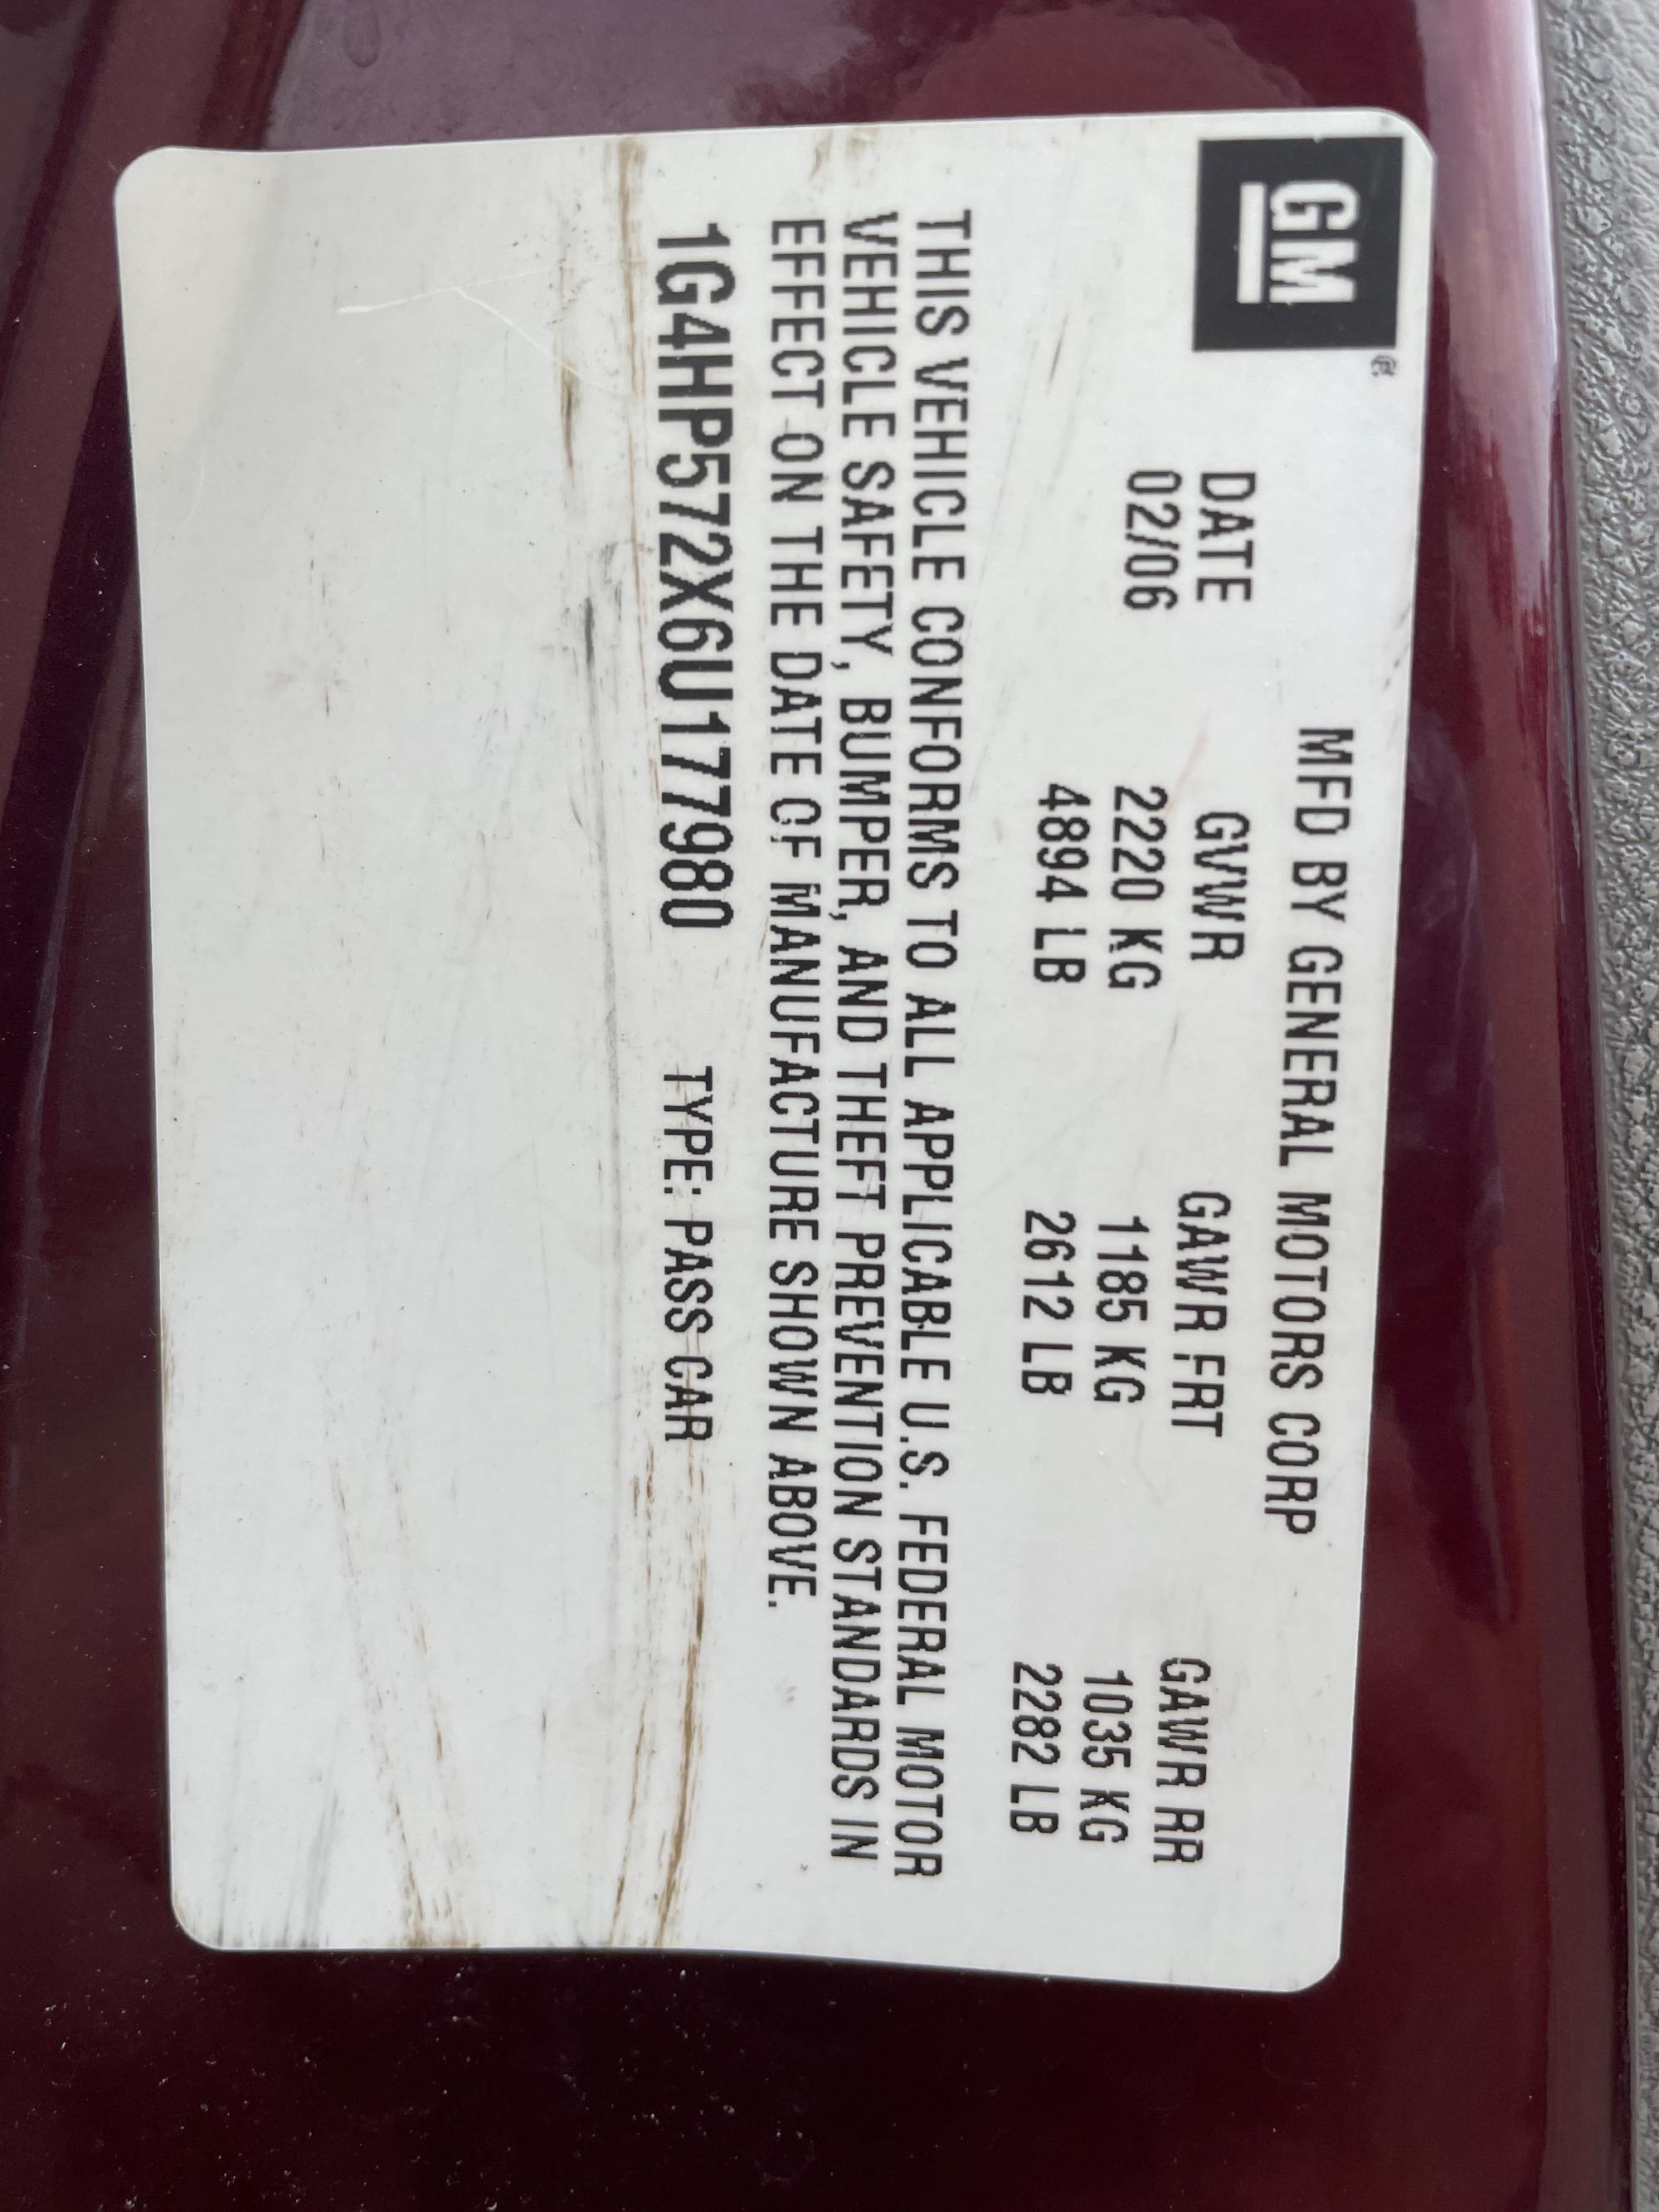 GM
MFD BY GENERAL MOTORS CORP
DATE GVWR GAWR FRT GAWR RR
02/06 2220 KG 1185 KG 1035 KG
4894 LB 2612 LB 2282 LB
THIS VEHICLE CONFORMS TO ALL APPLICABLE U.S. FEDERAL MOTOR
VEHICLE SAFETY, BUMPER, AND THEFT PREVENTION STANDARDS IN
EFFECT ON THE DATE OF MANUFACTURE SHOWN ABOVE.
1G4HP572X6U177980 TYPE: PASS CAR